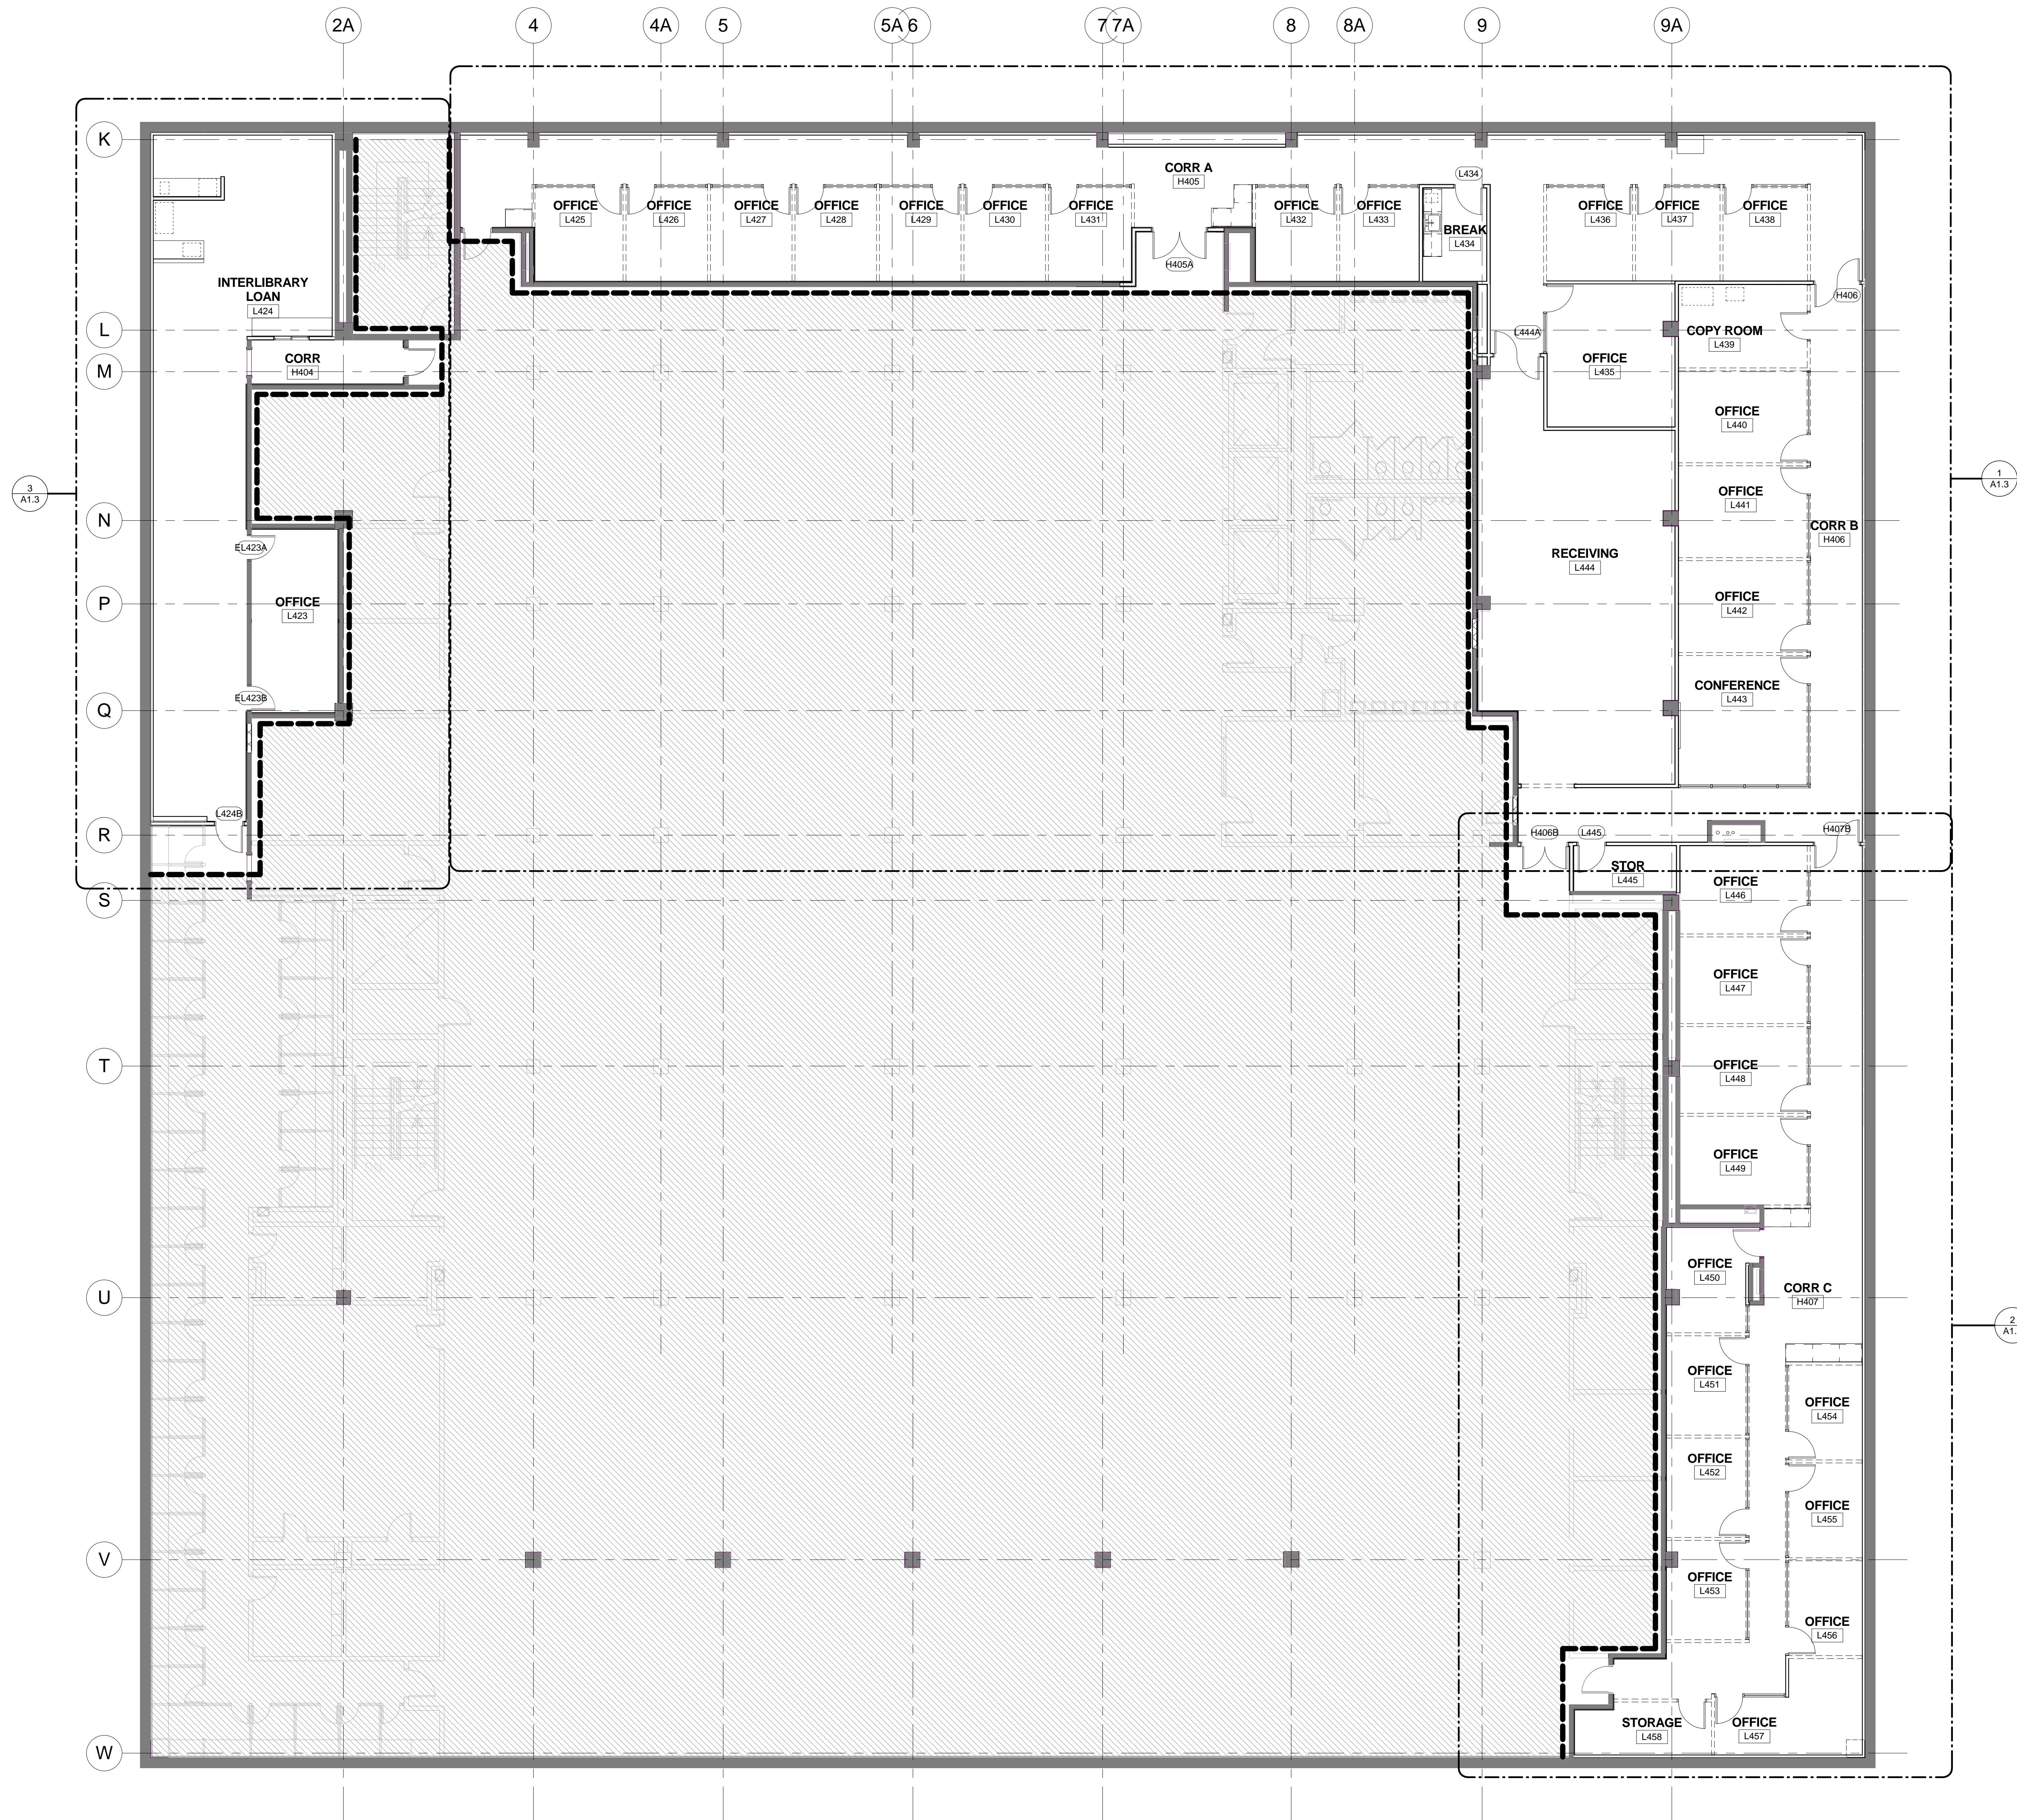 2A
4
4A
5
5A
6
7
7A
8
8A
9
9A
K
L
M
N
P
Q
R
S
T
U
V
W
3
A1.3
1
A1.3
2
A1.
CORR A
H405
L434
OFFICE
L425
OFFICE
L426
OFFICE
L427
OFFICE
L428
OFFICE
L429
OFFICE
L430
OFFICE
L431
OFFICE
L432
OFFICE
L433
BREAK
L434
OFFICE
L436
OFFICE
L437
OFFICE
L438
H405A
H406
INTERLIBRARY
LOAN
L424
CORR
H404
L444A
OFFICE
L435
COPY ROOM
L439
OFFICE
L440
OFFICE
L441
CORR B
H406
EL423A
OFFICE
L423
EL423B
RECEIVING
L444
OFFICE
L442
CONFERENCE
L443
L424B
H406B
L445
H407B
STOR
L445
OFFICE
L446
OFFICE
L447
OFFICE
L448
OFFICE
L449
OFFICE
L450
CORR C
H407
OFFICE
L451
OFFICE
L454
OFFICE
L452
OFFICE
L455
OFFICE
L453
OFFICE
L456
STORAGE
L458
OFFICE
L457